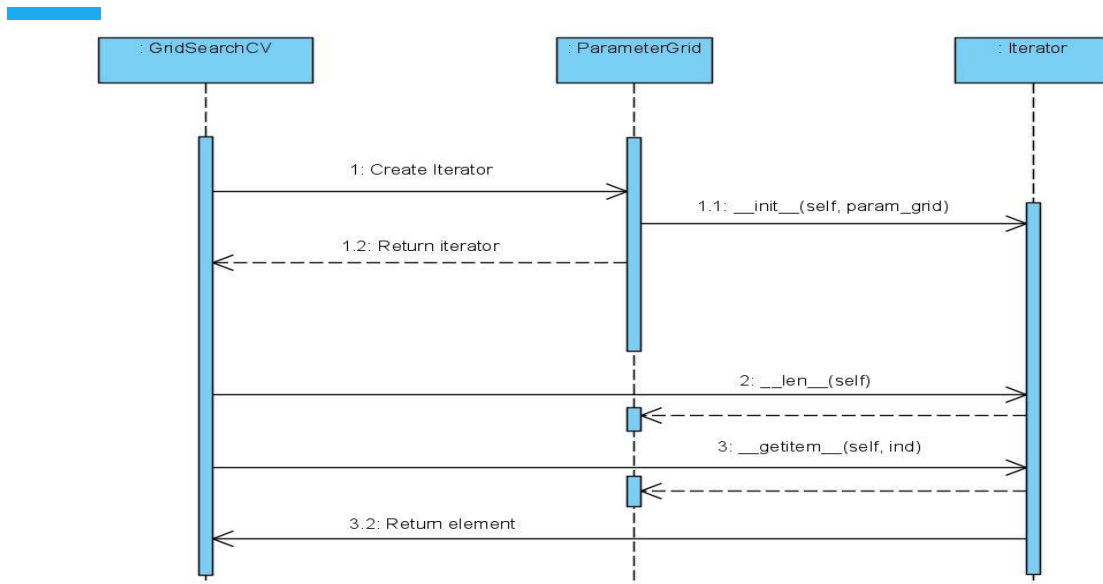 : GridSearchCV
: ParameterGrid
: Iterator
1: Create Iterator
1.1: __init__(self, param_grid)
1.2: Return iterator
2: __len__(self)
3: __getitem__(self, ind)
3.2: Return element